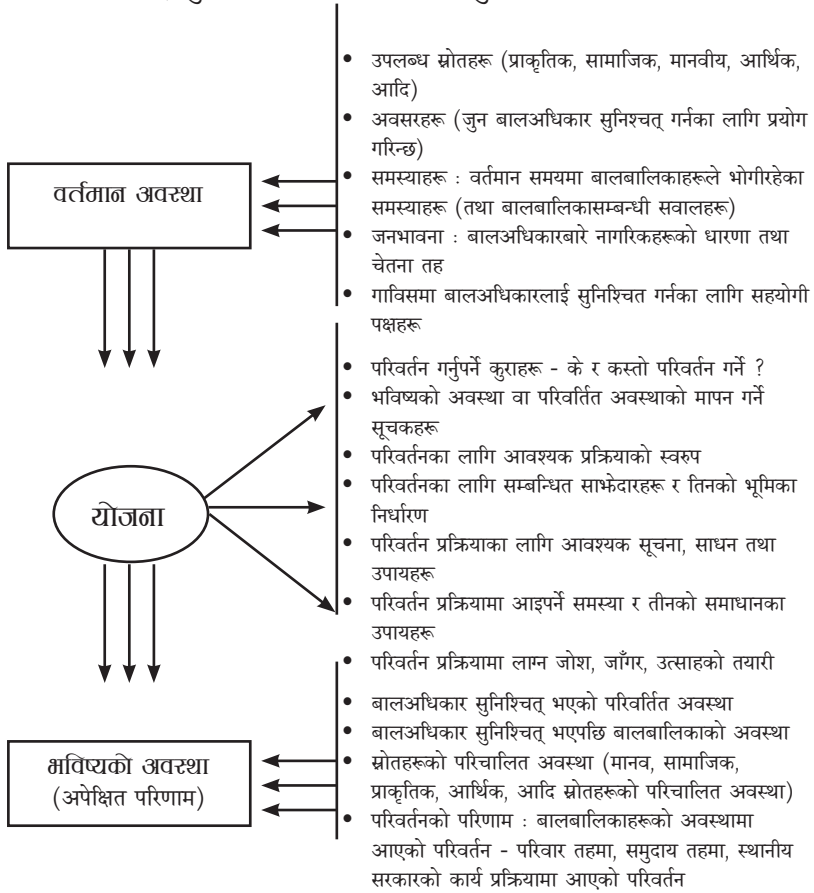 • उपलब्ध स्रोतहरू (प्राकृतिक, सामाजिक, मानवीय, आर्थिक,
आदि)
• अवसरहरू (जुन बालअधिकार सुनिश्चत् गर्नका लागि प्रयोग
गरिन्छ)
वर्तमान अवस्था
• समस्याहरू : वर्तमान समयमा बालबालिकाहरूले भोगीरहेका
समस्याहरू (तथा बालबालिकासम्बन्धी सवालहरू)
• जनभावना : बालअधिकारबारे नागरिकहरूको धारणा तथा
चेतना तह
• गाविसमा बालअधिकारलाई सुनिश्चित गर्नका लागि सहयोगी
पक्षहरू
• परिवर्तन गर्नुपर्ने कुराहरू - के र कस्तो परिवर्तन गर्ने ?
• भविष्यको अवस्था वा परिवर्तित अवस्थाको मापन गर्ने
सूचकहरू
• परिवर्तनका लागि आवश्यक प्रक्रियाको स्वरुप
• परिवर्तनका लागि सम्बन्धित साझेदारहरू र तिनको भूमिका
निर्धारण
योजना
• परिवर्तन प्रक्रियाका लागि आवश्यक सूचना, साधन तथा
उपायहरू
• परिवर्तन प्रक्रियामा आइपर्ने समस्या र तीनको समाधानका
उपायहरू
• परिवर्तन प्रक्रियामा लाग्न जोश, जाँगर, उत्साहको तयारी
• बालअधिकार सुनिश्चित् भएको परिवर्तित अवस्था
• बालअधिकार सुनिश्चित् भएपछि बालबालिकाको अवस्था
भविष्यको अवस्था
(अपेक्षित परिणाम)
• स्रोतहरूको परिचालित अवस्था (मानव, सामाजिक,
प्राकृतिक, आर्थिक, आदि स्रोतहरूको परिचालित अवस्था)
• परिवर्तनको परिणाम : बालबालिकाहरूको अवस्थामा
आएको परिवर्तन - परिवार तहमा, समुदाय तहमा, स्थानीय
सरकारको कार्य प्रक्रियामा आएको परिवर्तन